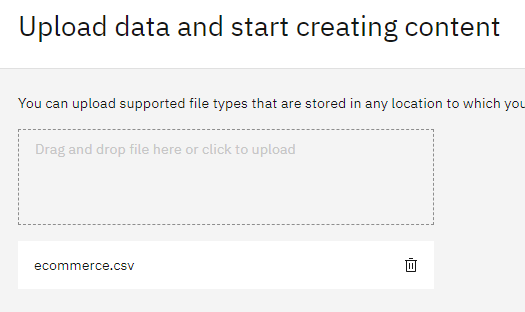 Upload data and start creating content
You can upload supported file types that are stored in any location to which you
Drag and drop file here or click to upload
ecommerce.csv